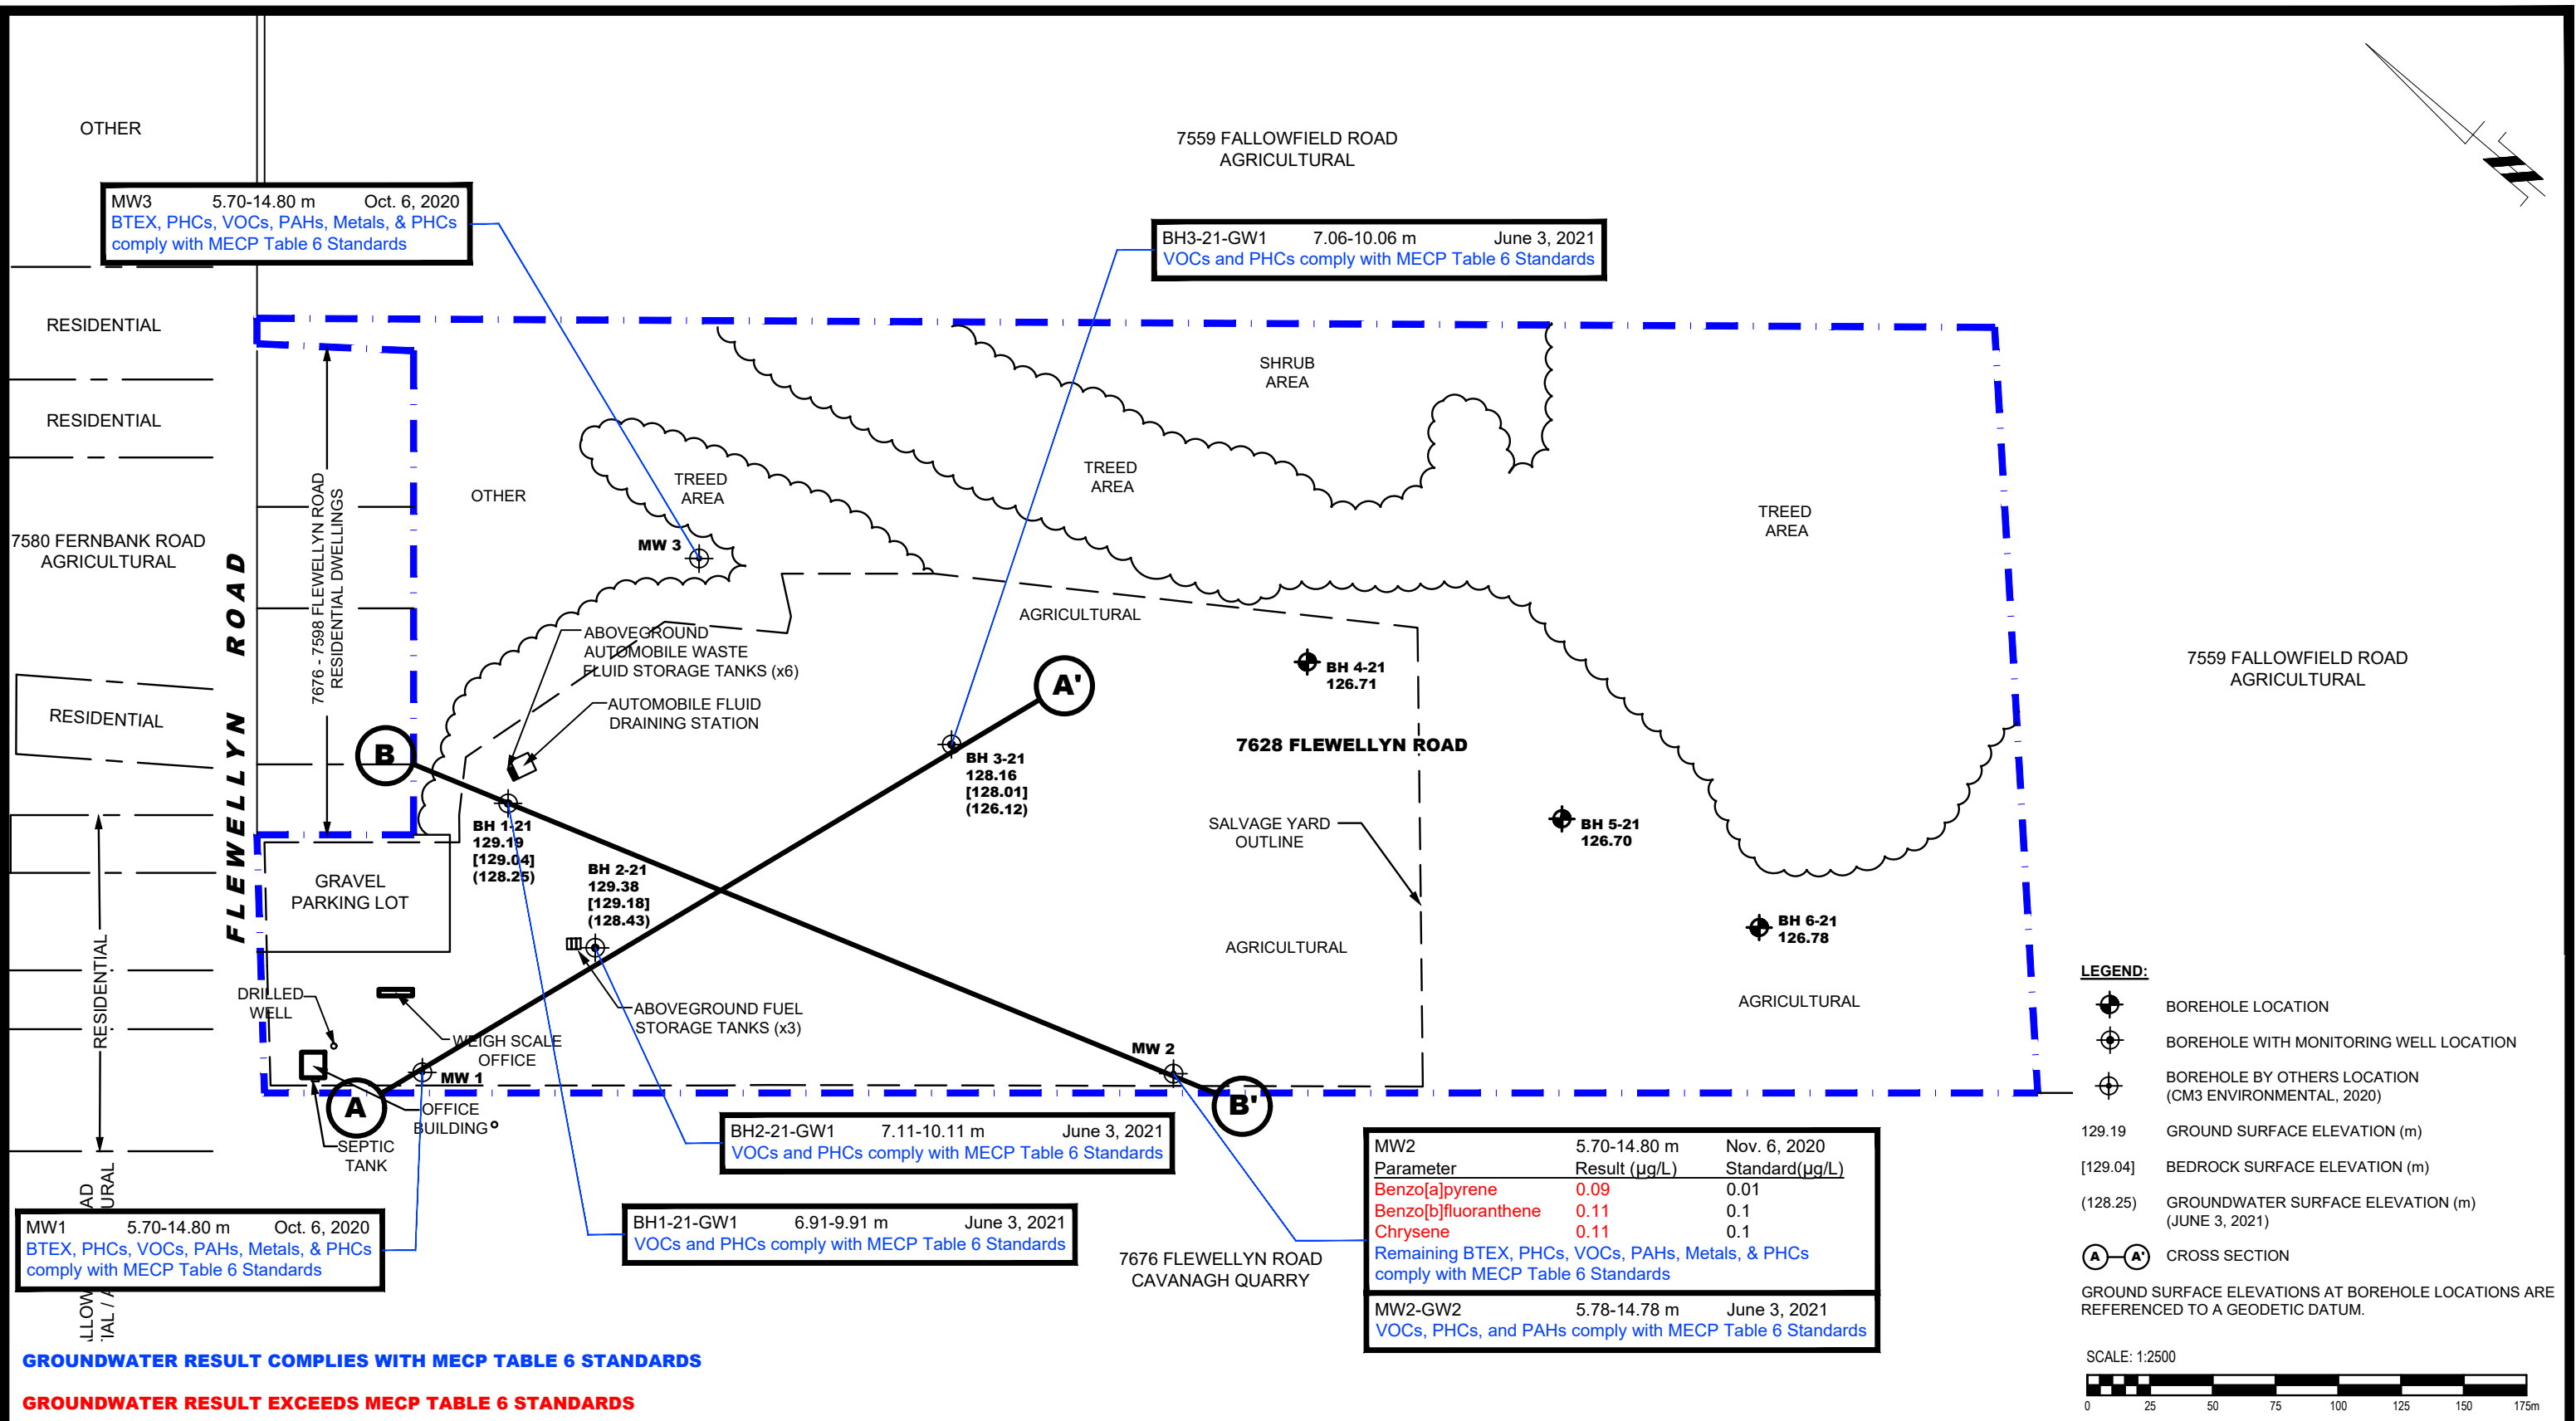 OTHER
7559 FALLOWFIELD ROAD
AGRICULTURAL
MW3 5.70-14.80 m Oct. 6, 2020
BTEX, PHCs, VOCs, PAHs, Metals, & PHCs
comply with MECP Table 6 Standards
BH3-21-GW1 7.06-10.06 m June 3, 2021
VOCs and PHCs comply with MECP Table 6 Standards
RESIDENTIAL
RESIDENTIAL
7580 FERNBANK ROAD
AGRICULTURAL
RESIDENTIAL
RESIDENTIAL
FLEWELLYN ROAD
7676 - 7598 FLEWELLYN ROAD
RESIDENTIAL DWELLINGS
OTHER
TREED
AREA
MW 3
SHRUB
AREA
TREED
AREA
TREED
AREA
AGRICULTURAL
ABOVEGROUND
AUTOMOBILE WASTE
FLUID STORAGE TANKS (x6)
AUTOMOBILE FLUID
DRAINING STATION
A'
B
BH 4-21
126.71
7559 FALLOWFIELD ROAD
AGRICULTURAL
7628 FLEWELLYN ROAD
BH 3-21
128.16
[128.01]
(126.12)
BH 1-21
129.19
[129.04]
(128.25)
BH 2-21
129.38
[129.18]
(128.43)
SALVAGE YARD
OUTLINE
BH 5-21
126.70
GRAVEL
PARKING LOT
AGRICULTURAL
BH 6-21
126.78
AGRICULTURAL
DRILLED
WELL
WEIGH SCALE
OFFICE
ABOVEGROUND FUEL
STORAGE TANKS (x3)
MW 1
MW 2
A
B'
OFFICE
BUILDING
SEPTIC
TANK
BH2-21-GW1 7.11-10.11 m June 3, 2021
VOCs and PHCs comply with MECP Table 6 Standards
BH1-21-GW1 6.91-9.91 m June 3, 2021
VOCs and PHCs comply with MECP Table 6 Standards
MW1 5.70-14.80 m Oct. 6, 2020
BTEX, PHCs, VOCs, PAHs, Metals, & PHCs
comply with MECP Table 6 Standards
7676 FLEWELLYN ROAD
CAVANAGH QUARRY
MW2 5.70-14.80 m Nov. 6, 2020
Parameter Result (µg/L) Standard(µg/L)
Benzo[a]pyrene 0.09 0.01
Benzo[b]fluoranthene 0.11 0.1
Chrysene 0.11 0.1
Remaining BTEX, PHCs, VOCs, PAHs, Metals, & PHCs
comply with MECP Table 6 Standards
MW2-GW2 5.78-14.78 m June 3, 2021
VOCs, PHCs, and PAHs comply with MECP Table 6 Standards
GROUNDWATER RESULT COMPLIES WITH MECP TABLE 6 STANDARDS
GROUNDWATER RESULT EXCEEDS MECP TABLE 6 STANDARDS
LEGEND:
BOREHOLE LOCATION
BOREHOLE WITH MONITORING WELL LOCATION
BOREHOLE BY OTHERS LOCATION
(CM3 ENVIRONMENTAL, 2020)
129.19 GROUND SURFACE ELEVATION (m)
[129.04] BEDROCK SURFACE ELEVATION (m)
(128.25) GROUNDWATER SURFACE ELEVATION (m)
(JUNE 3, 2021)
A A' CROSS SECTION
GROUND SURFACE ELEVATIONS AT BOREHOLE LOCATIONS ARE
REFERENCED TO A GEODETIC DATUM.
SCALE: 1:2500
0 25 50 75 100 125 150 175m